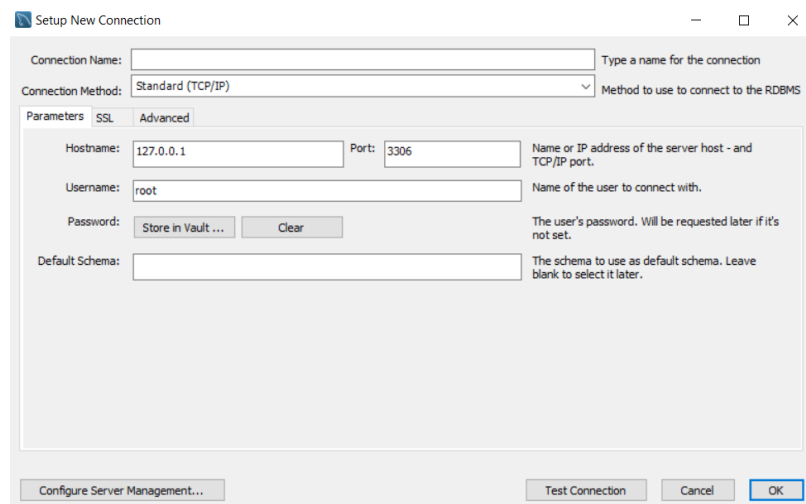 Setup New Connection
Connection Name: Type a name for the connection
Connection Method: Standard (TCP/IP) Method to use to connect to the RDBMS
Parameters SSL Advanced
Hostname: 127.0.0.1 Port: 3306 Name or IP address of the server host - and
TCP/IP port.
Username: root Name of the user to connect with.
Password: Store in Vault ... Clear The user's password. Will be requested later if it's
not set.
Default Schema: The schema to use as default schema. Leave
blank to select it later.
Configure Server Management... Test Connection Cancel OK